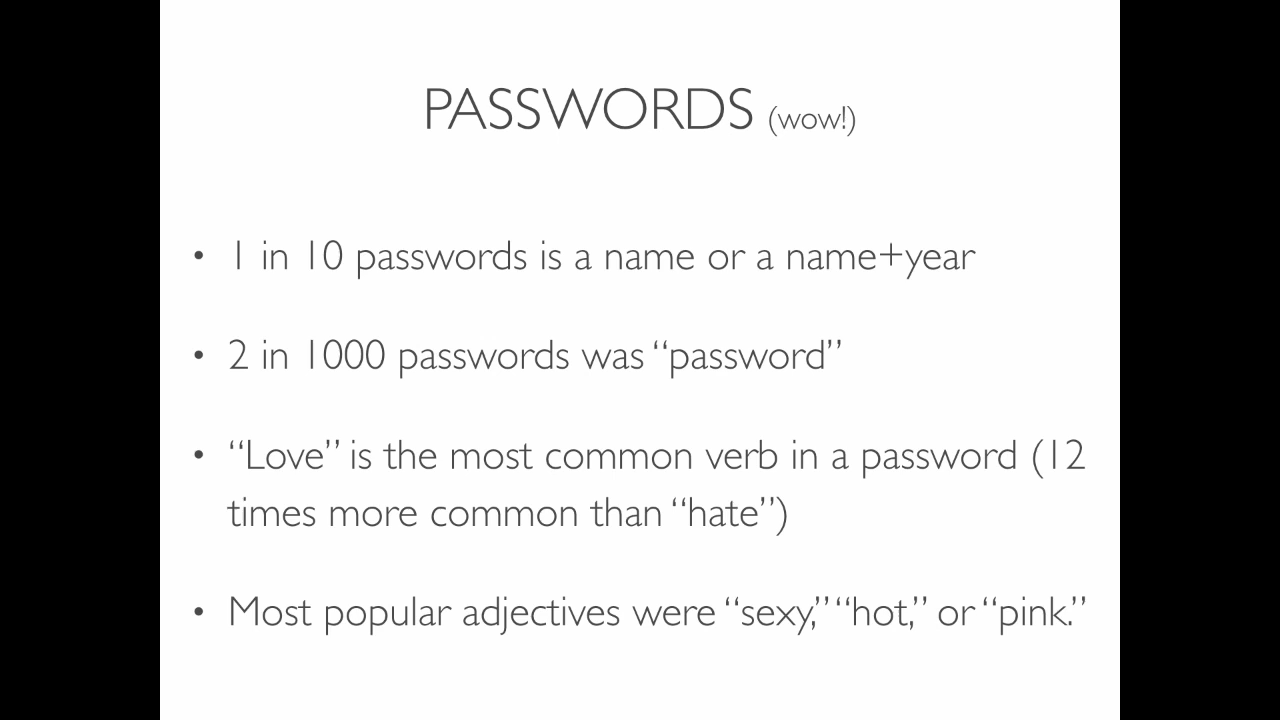 PASSWORDS (wow!)
• 1 in 10 passwords is a name or a name+year
• 2 in 1000 passwords was “password”
• “Love” is the most common verb in a password (12
times more common than “hate”)
• Most popular adjectives were “sexy,” “hot,” or “pink.”